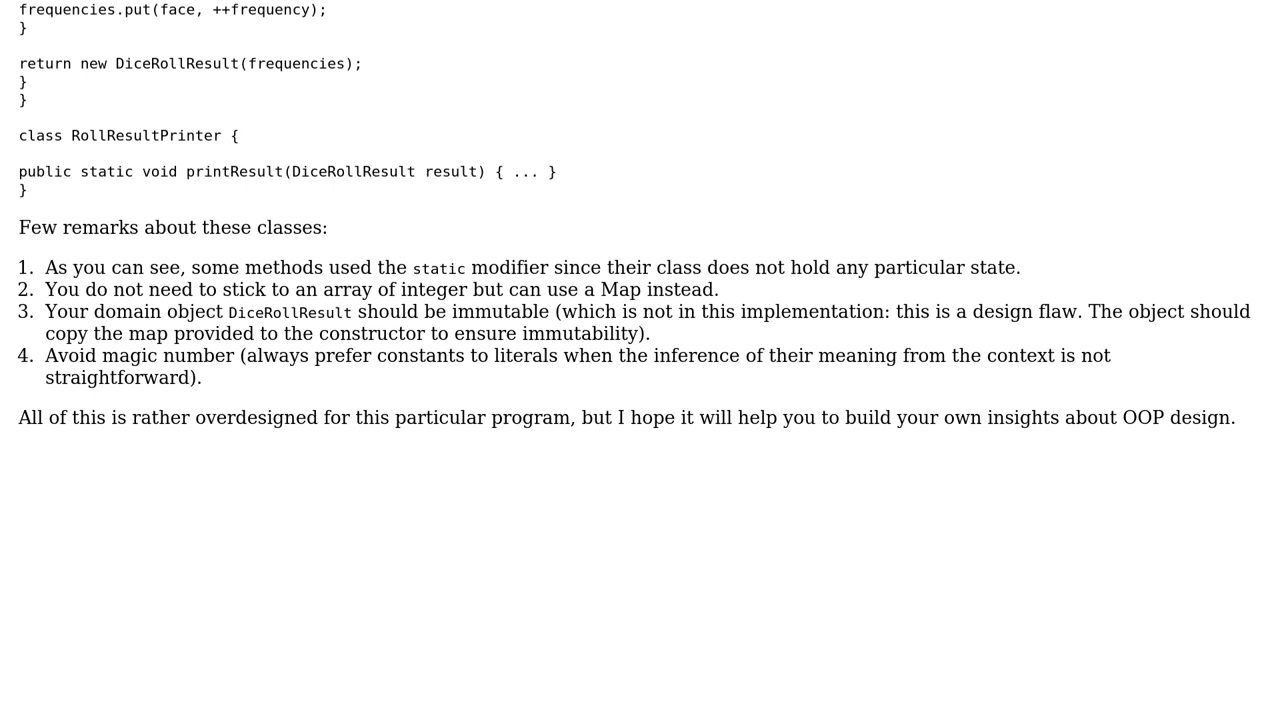 frequencies.put(face, ++frequency);
}
return new DiceRollResult(frequencies);
}
}
class RollResultPrinter {
public static void printResult(DiceRollResult result) { ... }
}
Few remarks about these classes:
1. As you can see, some methods used the static modifier since their class does not hold any particular state.
2. You do not need to stick to an array of integer but can use a Map instead.
3. Your domain object DiceRollResult should be immutable (which is not in this implementation: this is a design flaw. The object should
copy the map provided to the constructor to ensure immutability).
4. Avoid magic number (always prefer constants to literals when the inference of their meaning from the context is not
straightforward).
All of this is rather overdesigned for this particular program, but I hope it will help you to build your own insights about OOP design.